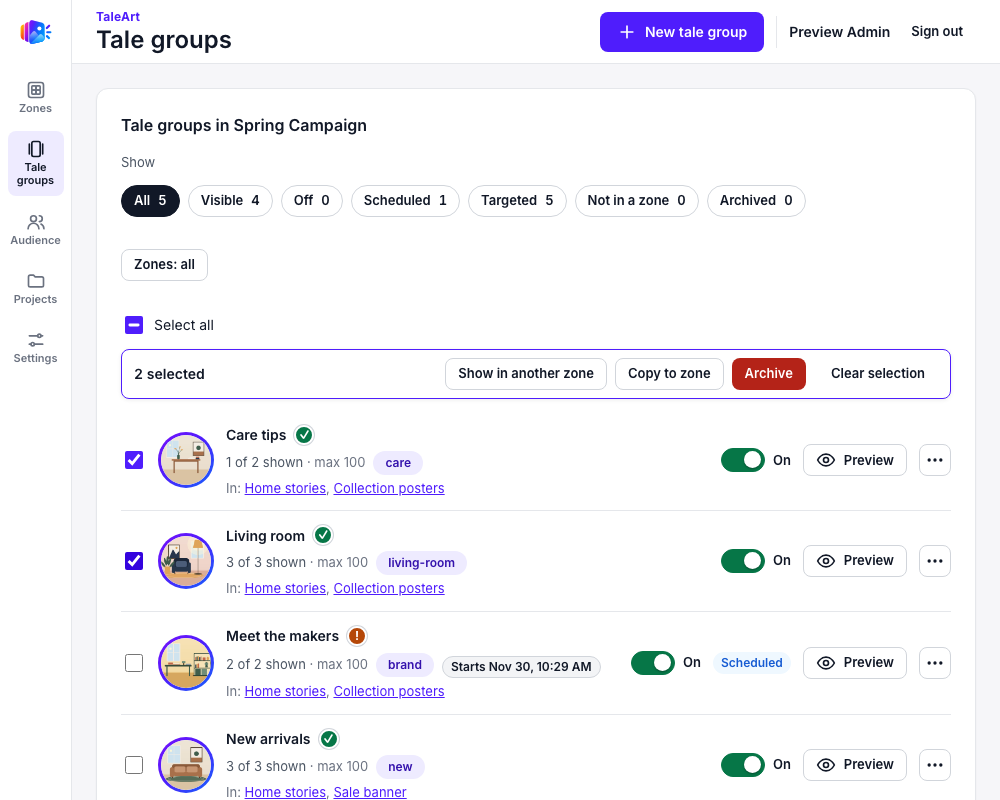 TaleArt
Tale groups
New tale group
Preview Admin
Sign out
Zones
Tale
groups
Audience
Projects
Settings
Tale groups in Spring Campaign
Show
All 5
Visible 4
Off 0
Scheduled 1
Targeted 5
Not in a zone 0
Archived 0
Zones: all
Select all
2 selected
Show in another zone
Copy to zone
Archive
Clear selection
Care tips
1 of 2 shown · max 100 care
In: Home stories, Collection posters
On
Preview
Living room
3 of 3 shown · max 100 living-room
In: Home stories, Collection posters
On
Preview
Meet the makers
2 of 2 shown · max 100 brand Starts Nov 30, 10:29 AM
In: Home stories, Collection posters
On
Scheduled
Preview
New arrivals
3 of 3 shown · max 100 new
In: Home stories, Sale banner
On
Preview